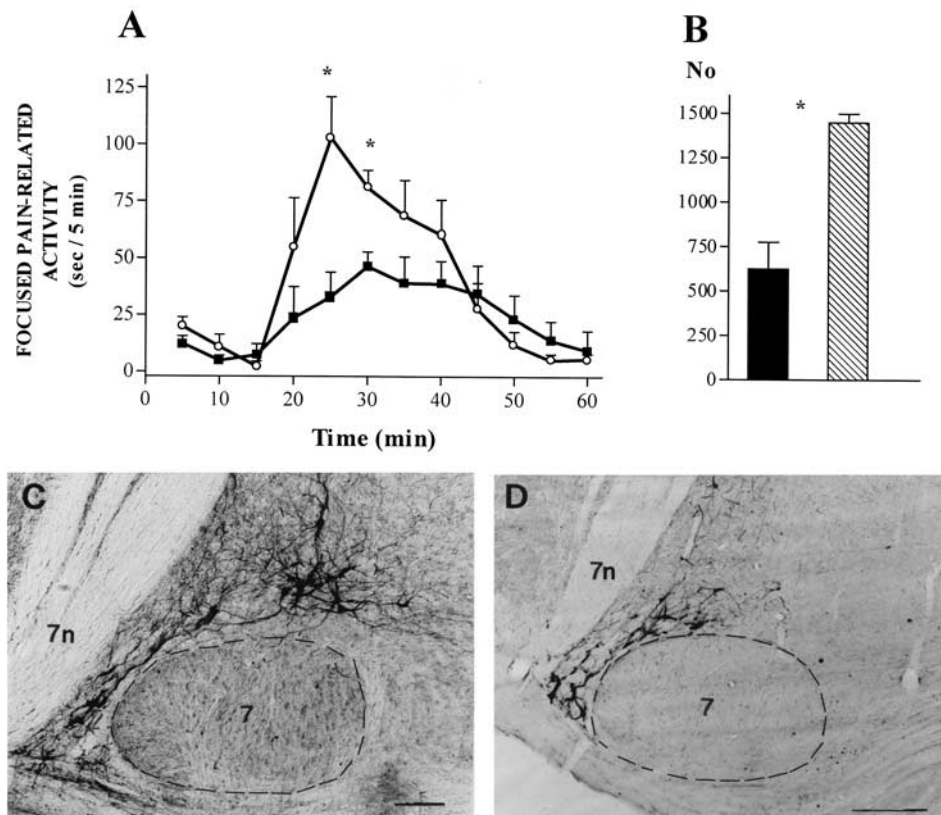 A
B
No
FOCUSED PAIN-RELATED
ACTIVITY
(sec / 5 min)
125
100
75
50
25
0
*
*
0
10
20
30
40
50
60
Time (min)
1500
1250
1000
750
500
250
0
*
C
7n
7
D
7n
7